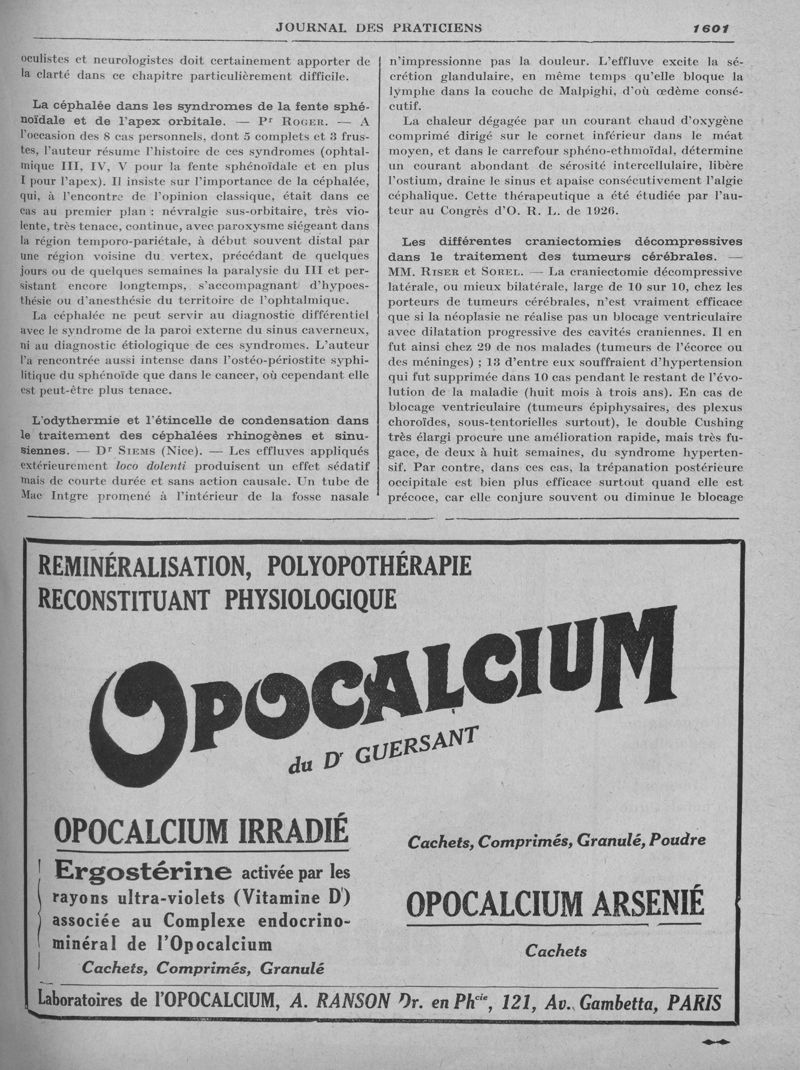 JOURNAL DES PRATICIENS 1601
oculistes et neurologistes doit certainement apporter de
la clarté dans ce chapitre particulièrement difficile.
La céphalée dans les syndromes de la fente sphé-
noïdale et de l'apex orbitale. — Pr ROGER. — A
l'occasion des 8 cas personnels, dont 5 complets et 3 frus-
tes, l'auteur résume l'histoire de ces syndromes (ophtal-
mique III, IV, V pour la fente sphénoïdale et en plus
I pour l'apex). Il insiste sur l'importance de la céphalée,
qui, à l'encontre de l'opinion classique, était dans ce
cas au premier plan : névralgie sus-orbitaire, très vio-
lente, très tenace, continue, avec paroxysme siégeant dans
la région temporo-pariétale, à début souvent distal par
une région voisine du vertex, précédant de quelques
jours ou de quelques semaines la paralysie du III et per-
sistant encore longtemps, s'accompagnant d'hypoes-
thésie ou d'anesthésie du territoire de l'ophtalmique.
La céphalée ne peut servir au diagnostic différentiel
avec le syndrome de la paroi externe du sinus caverneux,
ni au diagnostic étiologique de ces syndromes. L'auteur
l'a rencontrée aussi intense dans l'ostéo-périostite syphi-
litique du sphénoïde que dans le cancer, où cependant elle
est peut-être plus tenace.
L'odythermie et l'étincelle de condensation dans
le traitement des céphalées rhinogènes et sinu-
siennes. — Dr SIEMS (Nice). — Les effluves appliqués
extérieurement loco dolenti produisent un effet sédatif
mais de courte durée et sans action causale. Un tube de
Mac Intgre promené à l'intérieur de la fosse nasale
n'impressionne pas la douleur. L'effluve excite la sé-
crétion glandulaire, en même temps qu'elle bloque la
lymphe dans la couche de Malpighi, d'où œdème consé-
cutif.
La chaleur dégagée par un courant chaud d'oxygène
comprimé dirigé sur le cornet inférieur dans le méat
moyen, et dans le carrefour sphéno-ethmoïdal, détermine
un courant abondant de sérosité intercellulaire, libère
l'ostium, draine le sinus et apaise consécutivement l'algie
céphalique. Cette thérapeutique a été étudiée par l'au-
teur au Congrès d'O. R. L. de 1926.
Les différentes craniectomies décompressives
dans le traitement des tumeurs cérébrales. —
MM. RISER et SOREL. — La craniectomie décompressive
latérale, ou mieux bilatérale, large de 10 sur 10, chez les
porteurs de tumeurs cérébrales, n'est vraiment efficace
que si la néoplasie ne réalise pas un blocage ventriculaire
avec dilatation progressive des cavités craniennes. Il en
fut ainsi chez 29 de nos malades (tumeurs de l'écorce ou
des méninges) ; 13 d'entre eux souffraient d'hypertension
qui fut supprimée dans 10 cas pendant le restant de l'évo-
lution de la maladie (huit mois à trois ans). En cas de
blocage ventriculaire (tumeurs épiphysaires, des plexus
choroïdes, sous-tentorielles surtout), le double Cushing
très élargi procure une amélioration rapide, mais très fu-
gace, de deux à huit semaines, du syndrome hyperten-
sif. Par contre, dans ces cas, la trépanation postérieure
occipitale est bien plus efficace surtout quand elle est
précoce, car elle conjure souvent ou diminue le blocage
REMINÉRALISATION, POLYOPOTHÉRAPIE
RECONSTITUANT PHYSIOLOGIQUE
OPOCALCIUM
du Dr GUERSANT
OPOCALCIUM IRRADIÉ
Ergostérine activée par les
rayons ultra-violets (Vitamine D)
associée au Complexe endocrino-
minéral de l'Opocalcium
Cachets, Comprimés, Granulé
Cachets, Comprimés, Granulé, Poudre
OPOCALCIUM ARSENIÉ
Cachets
Laboratoires de l'OPOCALCIUM, A. RANSON Dr. en Phcie, 121, Av. Gambetta, PARIS